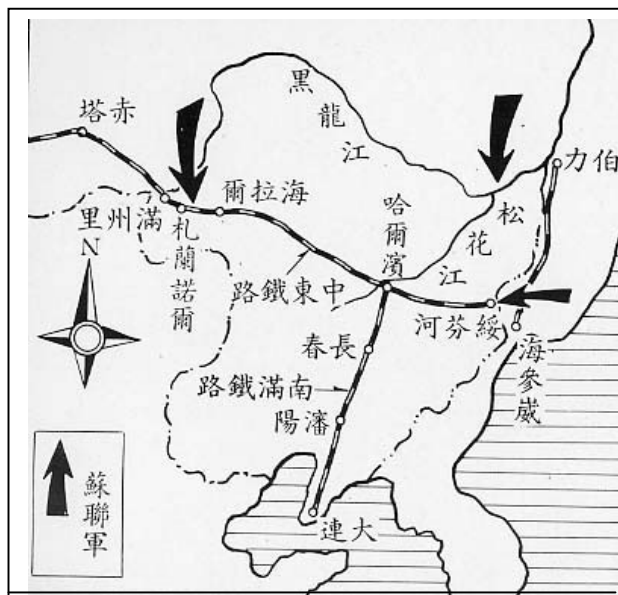 黑龍江
赤塔
伯力
海拉爾
松花江
哈爾濱
滿州里
札蘭諾爾
N
中東鐵路
綏芬河
海參崴
長春
南滿鐵路
瀋陽
蘇聯軍
大連